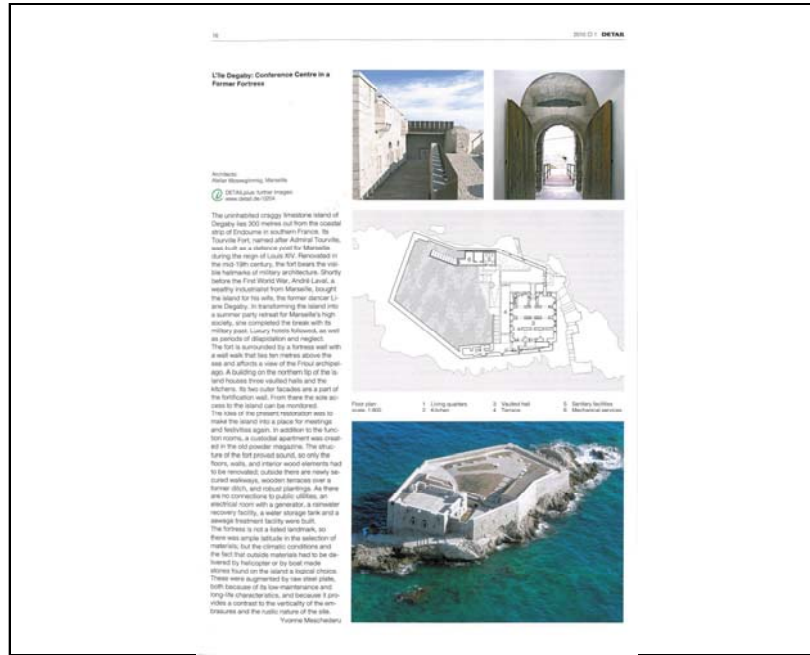 16
2010 ∅ 1 DETAIL
L'île Degaby: Conference Centre in a
Former Fortress
Architects:
Marseille
DETAILplus: further images:
The uninhabited craggy limestone island of
Degaby lies 300 metres out from the coastal
strip of Endoume in southern France. Its
Tourville Fort, named after Admiral Tourville,
was built as a defence post for Marseille
during the reign of Louis XIV. Renovated in
the mid-19th century, the fort bears the visi-
ble hallmarks of military architecture. Shortly
before the First World War, André Laval, a
wealthy industrialist from Marseille, bought
the island for his wife, the former dancer Li-
ane Degaby. In transforming the island into
a summer party retreat for Marseille's high
society, she completed the break with its
military past. Luxury hotels followed, as well
as periods of dilapidation and neglect.
The fort is surrounded by a fortress wall with
a wall walk that lies ten metres above the
sea and affords a view of the Frioul archipel-
ago. A building on the northern tip of the is-
land houses three vaulted halls and the
kitchens. Its two outer facades are a part of
the fortification wall. From there the sole ac-
cess to the island can be monitored.
The idea of the present restoration was to
make the island into a place for meetings
and festivities again. In addition to the func-
tion rooms, a custodial apartment was creat-
ed in the old powder magazine. The struc-
ture of the fort proved sound, so only the
floors, walls, and interior wood elements had
to be renovated; outside there are newly se-
cured walkways, wooden terraces over a
former ditch, and robust plantings. As there
are no connections to public utilities, an
electrical room with a generator, a rainwater
recovery facility, a water storage tank and a
sewage treatment facility were built.
The fortress is not a listed landmark, so
there was ample latitude in the selection of
materials; but the climatic conditions and
the fact that outside materials had to be de-
livered by helicopter or by boat made
stones found on the island a logical choice.
These were augmented by raw steel plate,
both because of its low-maintenance and
long-life characteristics, and because it pro-
vides a contrast to the verticality of the em-
brasures and the rustic nature of the site.
Yvonne Meschederu
Floor plan
scale 1:800
1 Living quarters
2 Kitchen
3 Vaulted hall
4 Terrace
5 Sanitary facilities
6 Mechanical services